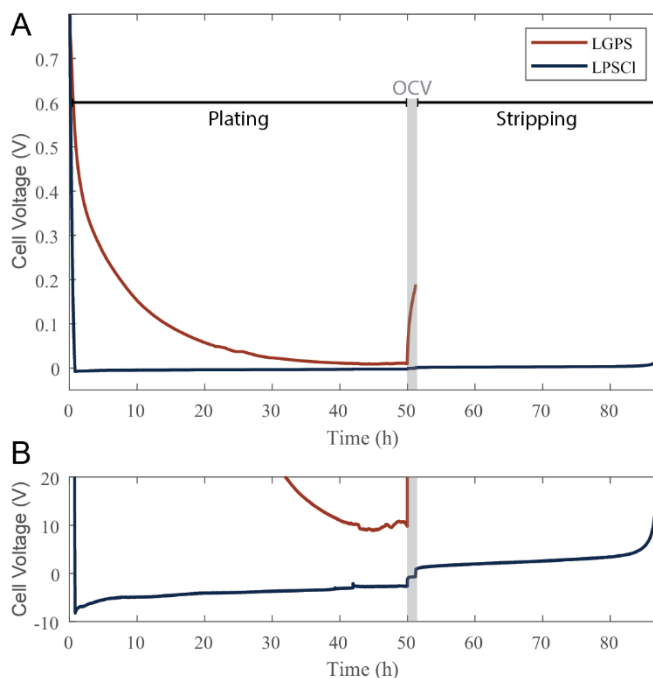 A
0.8
0.7
0.6
0.5
0.4
0.3
0.2
0.1
0
Cell Voltage (V)
LGPS
LPSCl
OCV
Plating
Stripping
0 10 20 30 40 50 60 70 80
Time (h)
B
20
10
0
-10
Cell Voltage (V)
0 10 20 30 40 50 60 70 80
Time (h)